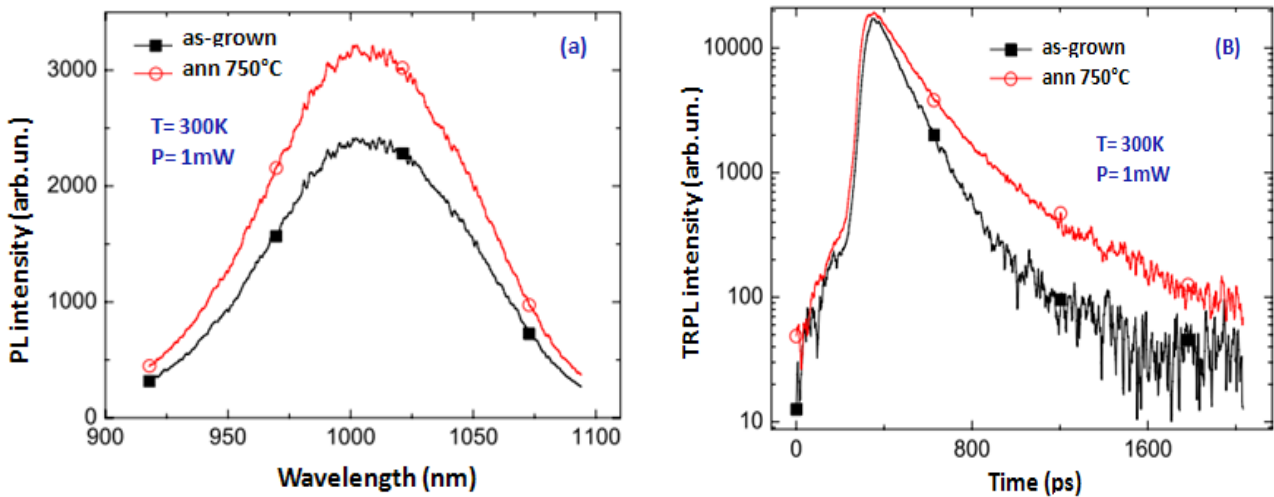 as-grown
ann 750°C
(a)
T= 300K
P= 1mW
PL intensity (arb.un.)
3000
2000
1000
0
900
950
1000
1050
1100
Wavelength (nm)
as-grown
ann 750°C
(B)
T= 300K
P= 1mW
TRPL intensity (arb.un.)
10000
1000
100
10
0
800
1600
Time (ps)